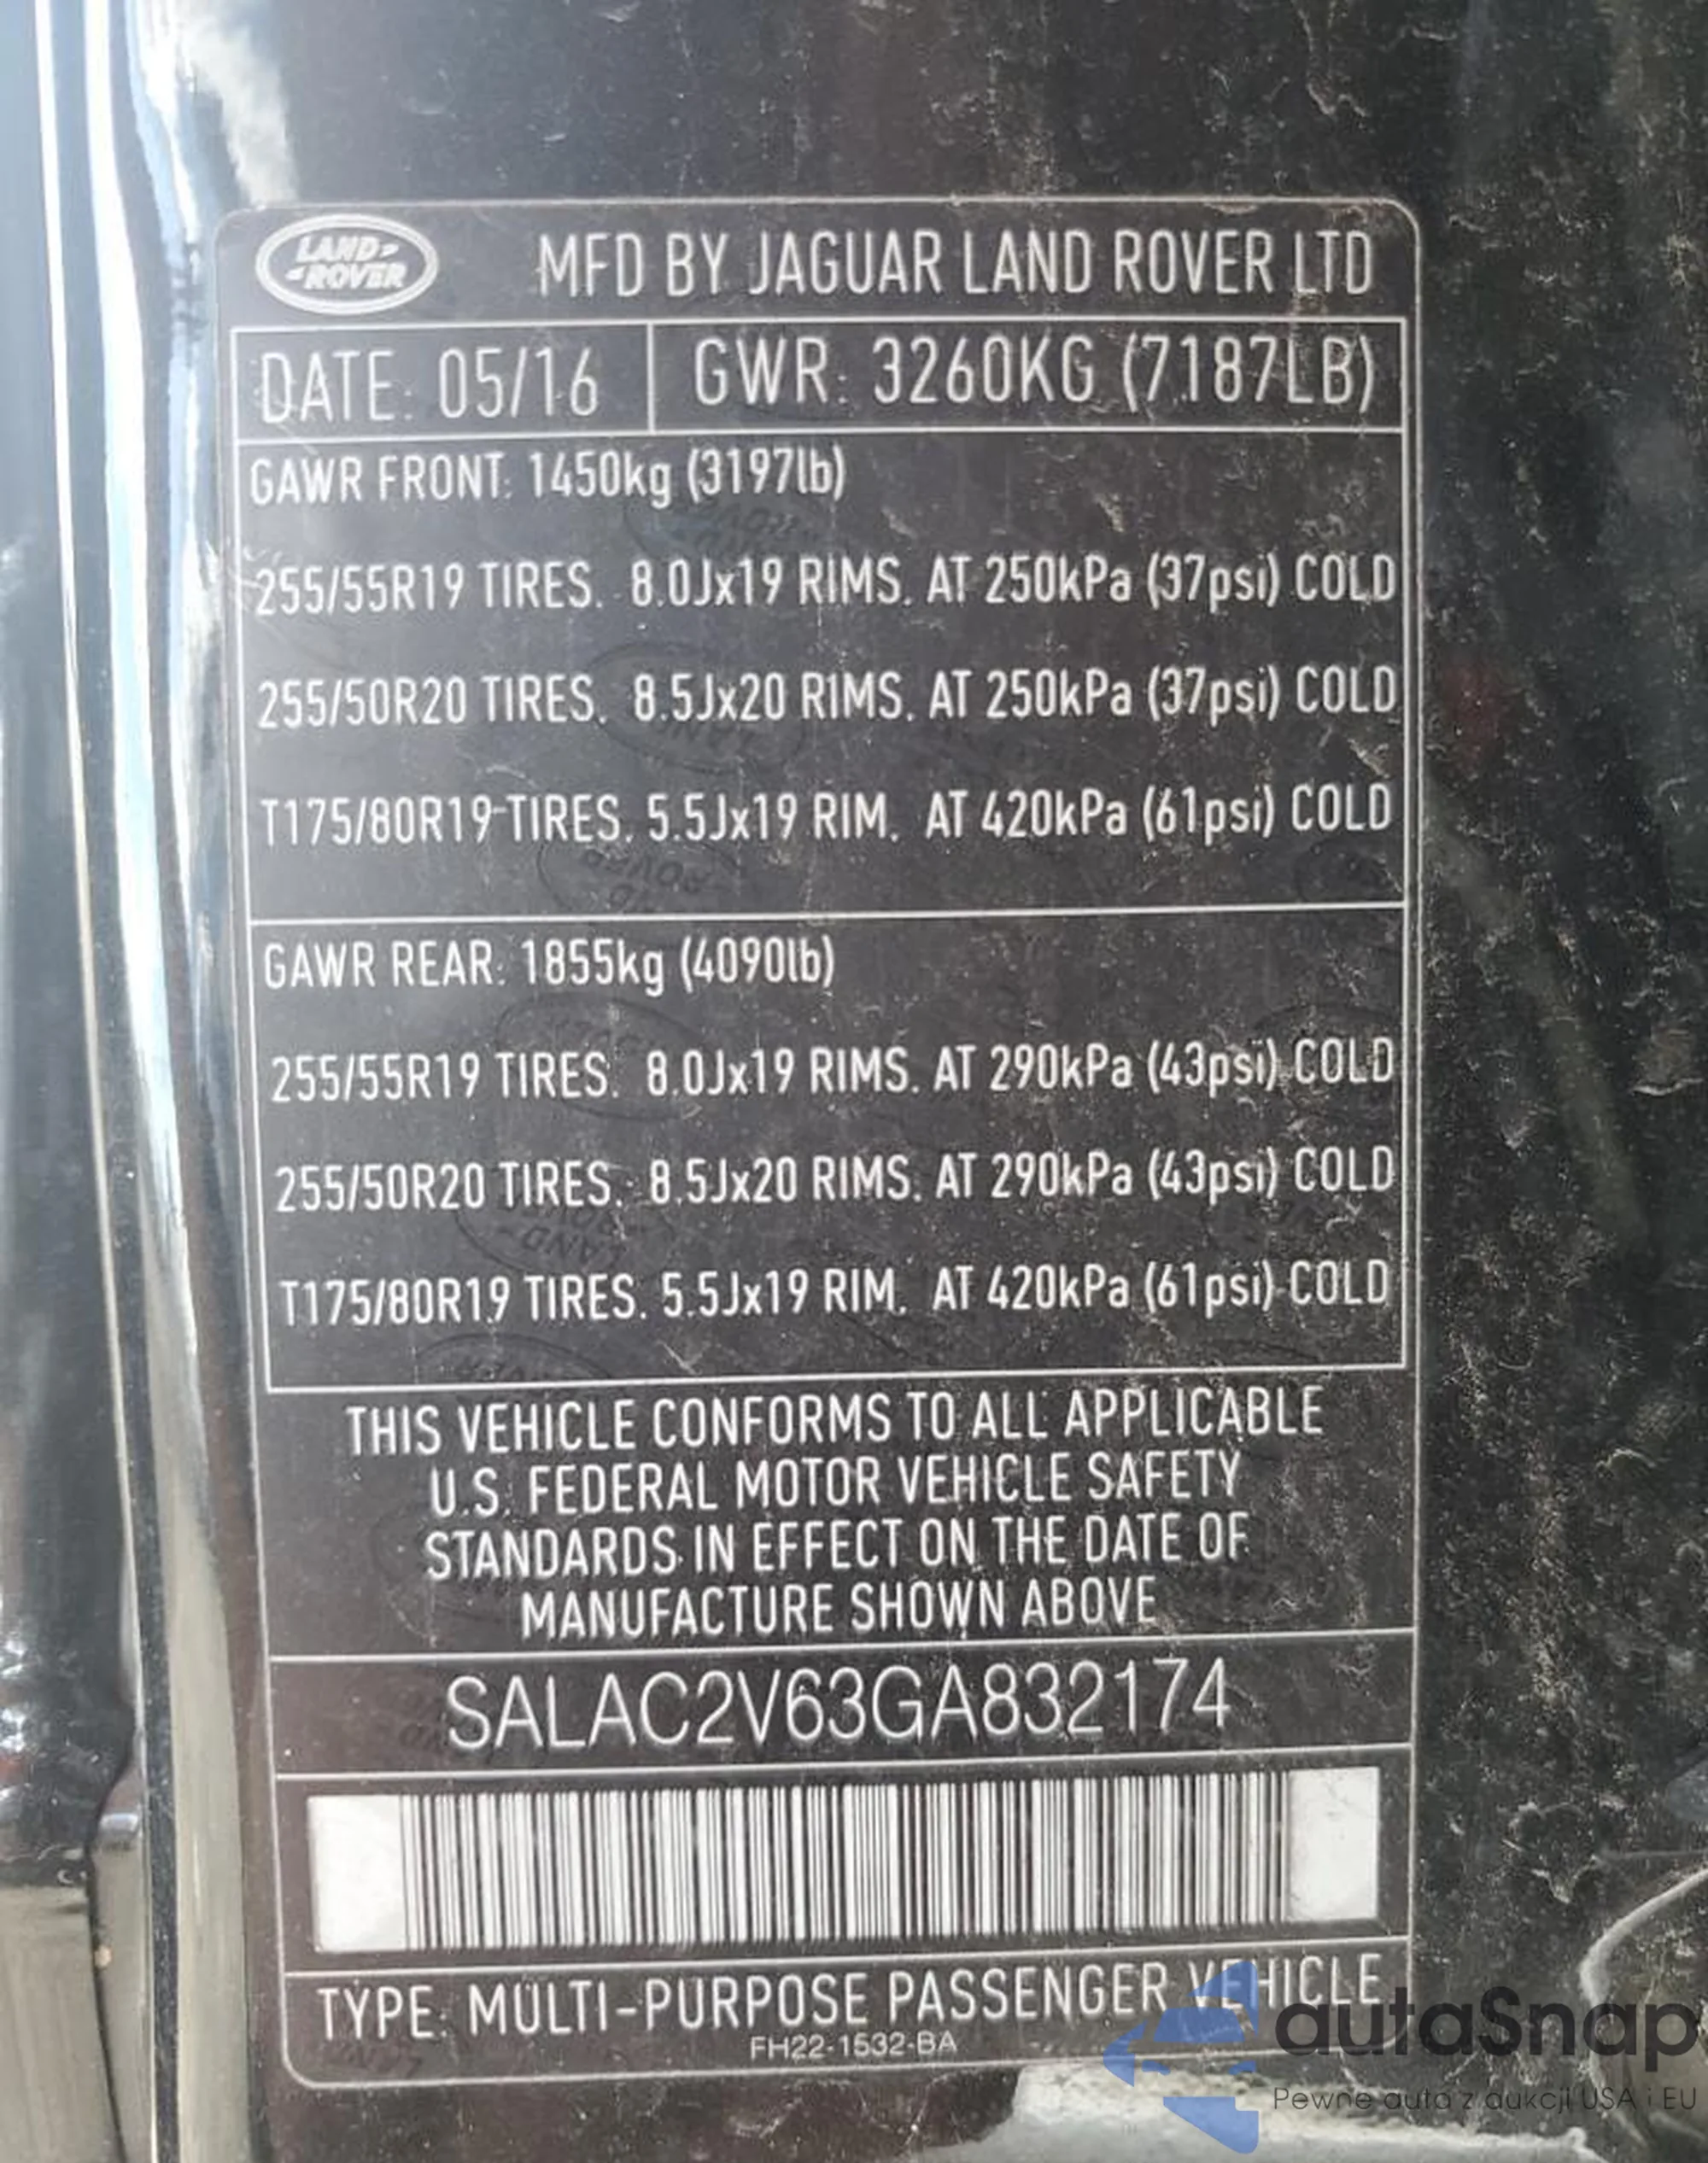 LAND
ROVER
MFD BY JAGUAR LAND ROVER LTD
DATE: 05/16
GWR: 3260KG (7187LB)
GAWR FRONT: 1450kg (3197lb)
255/55R19 TIRES. 8.0Jx19 RIMS. AT 250kPa (37psi) COLD
255/50R20 TIRES. 8.5Jx20 RIMS. AT 250kPa (37psi) COLD
T175/80R19 TIRES. 5.5Jx19 RIM. AT 420kPa (61psi) COLD
GAWR REAR: 1855kg (4090lb)
255/55R19 TIRES. 8.0Jx19 RIMS. AT 290kPa (43psi) COLD
255/50R20 TIRES. 8.5Jx20 RIMS. AT 290kPa (43psi) COLD
T175/80R19 TIRES. 5.5Jx19 RIM. AT 420kPa (61psi) COLD
THIS VEHICLE CONFORMS TO ALL APPLICABLE
U.S. FEDERAL MOTOR VEHICLE SAFETY
STANDARDS IN EFFECT ON THE DATE OF
MANUFACTURE SHOWN ABOVE
SALAC2V63GA832174
TYPE: MULTI-PURPOSE PASSENGER VEHICLE
FH22-1532-BA
autaSnap
Pewne auta z aukcji USA i EU